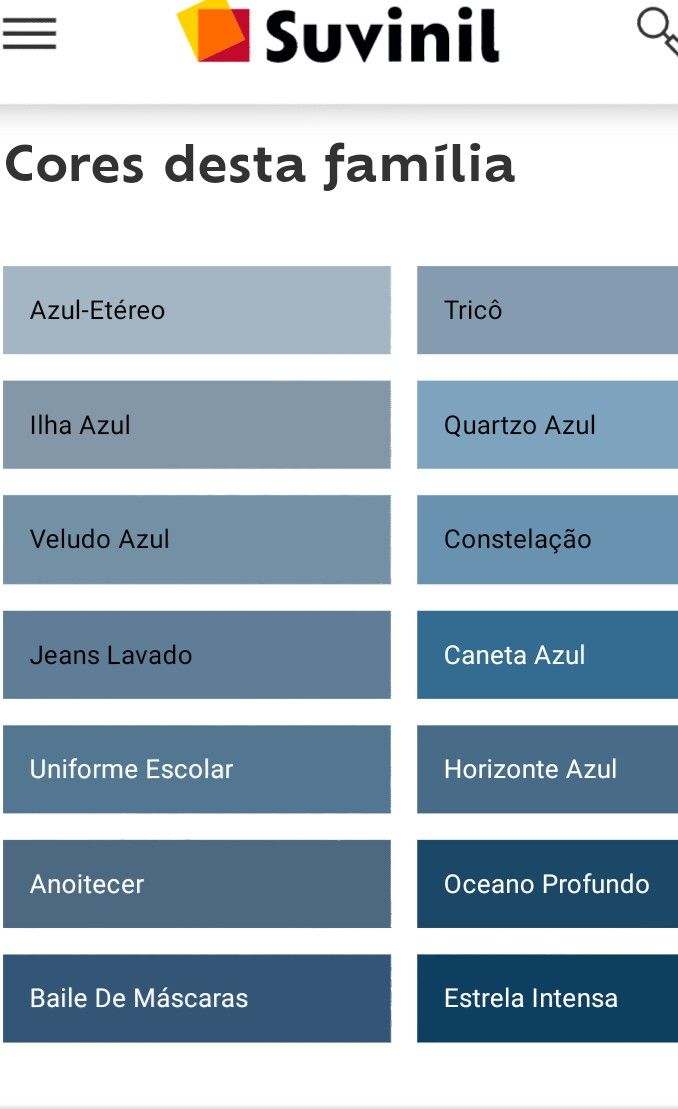 Suvinil
Cores desta família
Azul-Etéreo
Tricô
Ilha Azul
Quartzo Azul
Veludo Azul
Constelação
Jeans Lavado
Caneta Azul
Uniforme Escolar
Horizonte Azul
Anoitecer
Oceano Profundo
Baile De Máscaras
Estrela Intensa